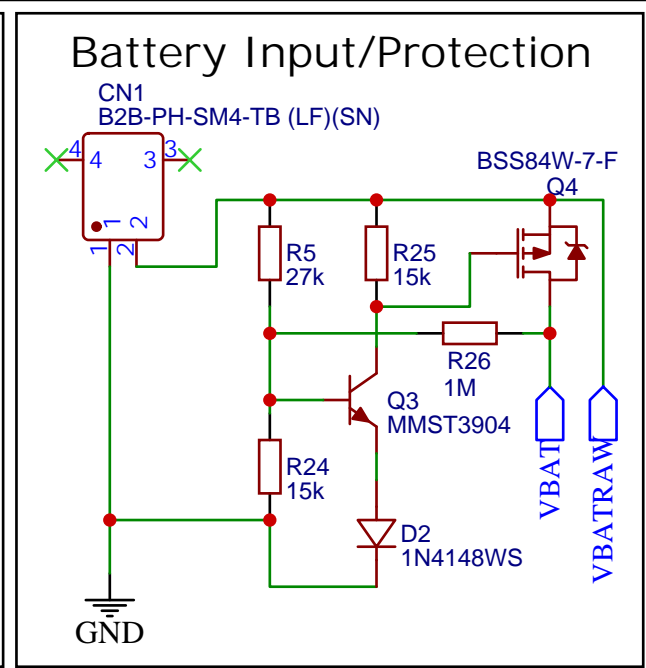 Battery Input/Protection
CN1
B2B-PH-SM4-TB (LF)(SN)
4
4
3
3
1
2
1
2
BSS84W-7-F
Q4
R5
27k
R25
15k
R26
1M
Q3
MMST3904
R24
15k
D2
1N4148WS
VBAT
VBATRAW
GND